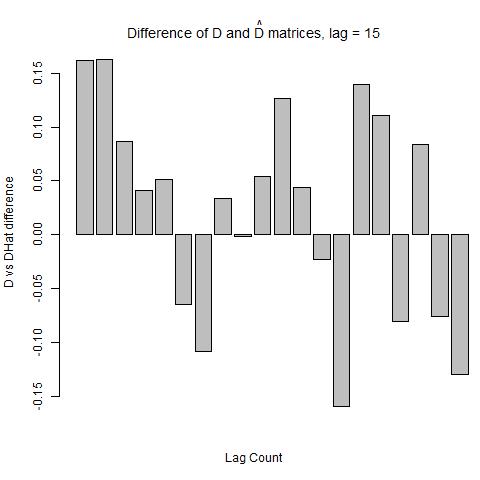 Difference of D and D̂ matrices, lag = 15
0.15
0.10
0.05
0.00
-0.05
-0.10
-0.15
D vs DHat difference
Lag Count